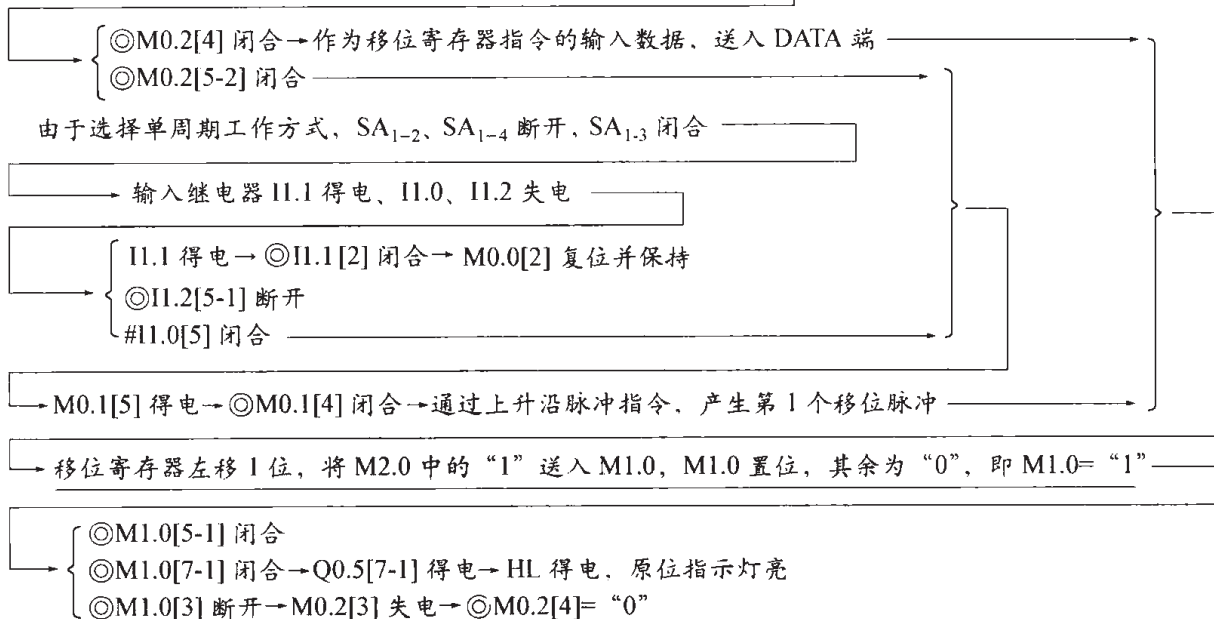 ◎M0.2[4] 闭合→作为移位寄存器指令的输入数据，送入 DATA 端
◎M0.2[5-2] 闭合
由于选择单周期工作方式，SA1-2、SA1-4 断开，SA1-3 闭合
输入继电器 I1.1 得电、I1.0、I1.2 失电
I1.1 得电→ ◎I1.1[2] 闭合→ M0.0[2] 复位并保持
◎I1.2[5-1] 断开
#I1.0[5] 闭合
M0.1[5] 得电→◎M0.1[4] 闭合→通过上升沿脉冲指令，产生第 1 个移位脉冲
移位寄存器左移 1 位，将 M2.0 中的“1”送入 M1.0，M1.0 置位，其余为“0”，即 M1.0=“1”
◎M1.0[5-1] 闭合
◎M1.0[7-1] 闭合→Q0.5[7-1] 得电→HL 得电，原位指示灯亮
◎M1.0[3] 断开→M0.2[3] 失电→◎M0.2[4]=“0”